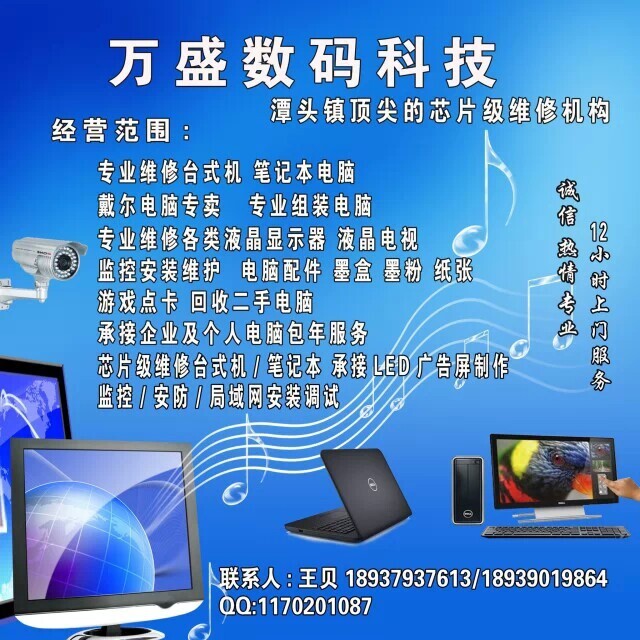 万盛数码科技
潭头镇顶尖的芯片级维修机构
经营范围：
专业维修台式机 笔记本电脑
戴尔电脑专卖 专业组装电脑
专业维修各类液晶显示器 液晶电视
监控安装维护 电脑配件 墨盒 墨粉 纸张
游戏点卡 回收二手电脑
承接企业及个人电脑包年服务
芯片级维修台式机/笔记本 承接LED广告屏制作
监控/安防/局域网安装调试
诚信 热情 专业
12小时上门服务
联系人：王贝 18937937613/18939019864
QQ:1170201087